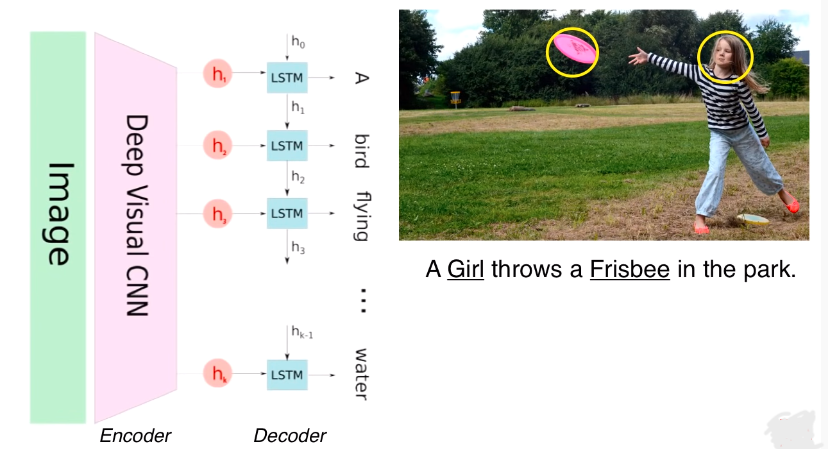 Image
Deep Visual CNN
h₁
h₂
h₃
hₖ
h₀
LSTM
h₁
LSTM
h₂
LSTM
h₃
hₖ₋₁
LSTM
A
bird
flying
...
water
Encoder
Decoder
A Girl throws a Frisbee in the park.